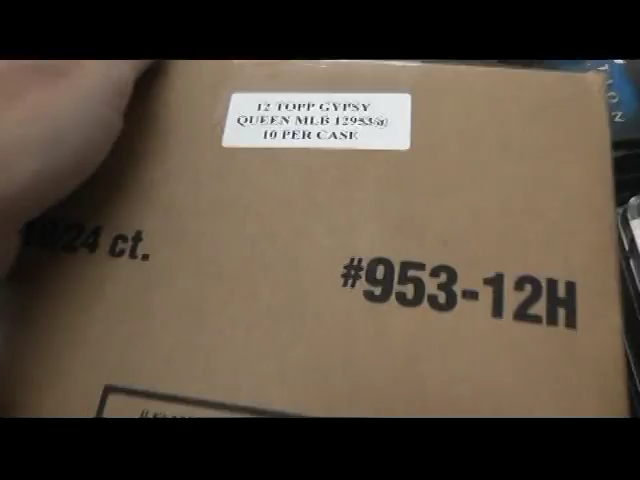 12 TOPP GYPSY
QUEEN MLB 12953@
10 PER CASE
24 ct.
#953-12H